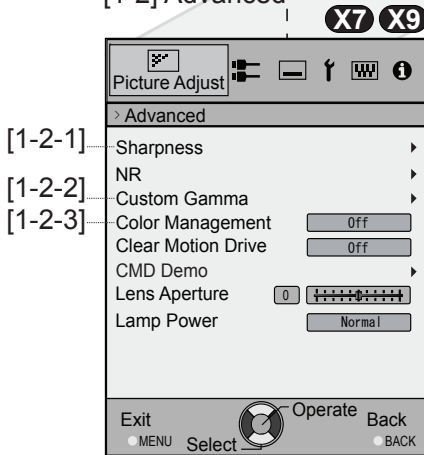 [1-2] Advanced
X7 X9
Picture Adjust
> Advanced
[1-2-1] Sharpness
NR
[1-2-2] Custom Gamma
[1-2-3] Color Management Off
Clear Motion Drive Off
CMD Demo
Lens Aperture 0
Lamp Power Normal
Exit Operate Back
MENU Select BACK